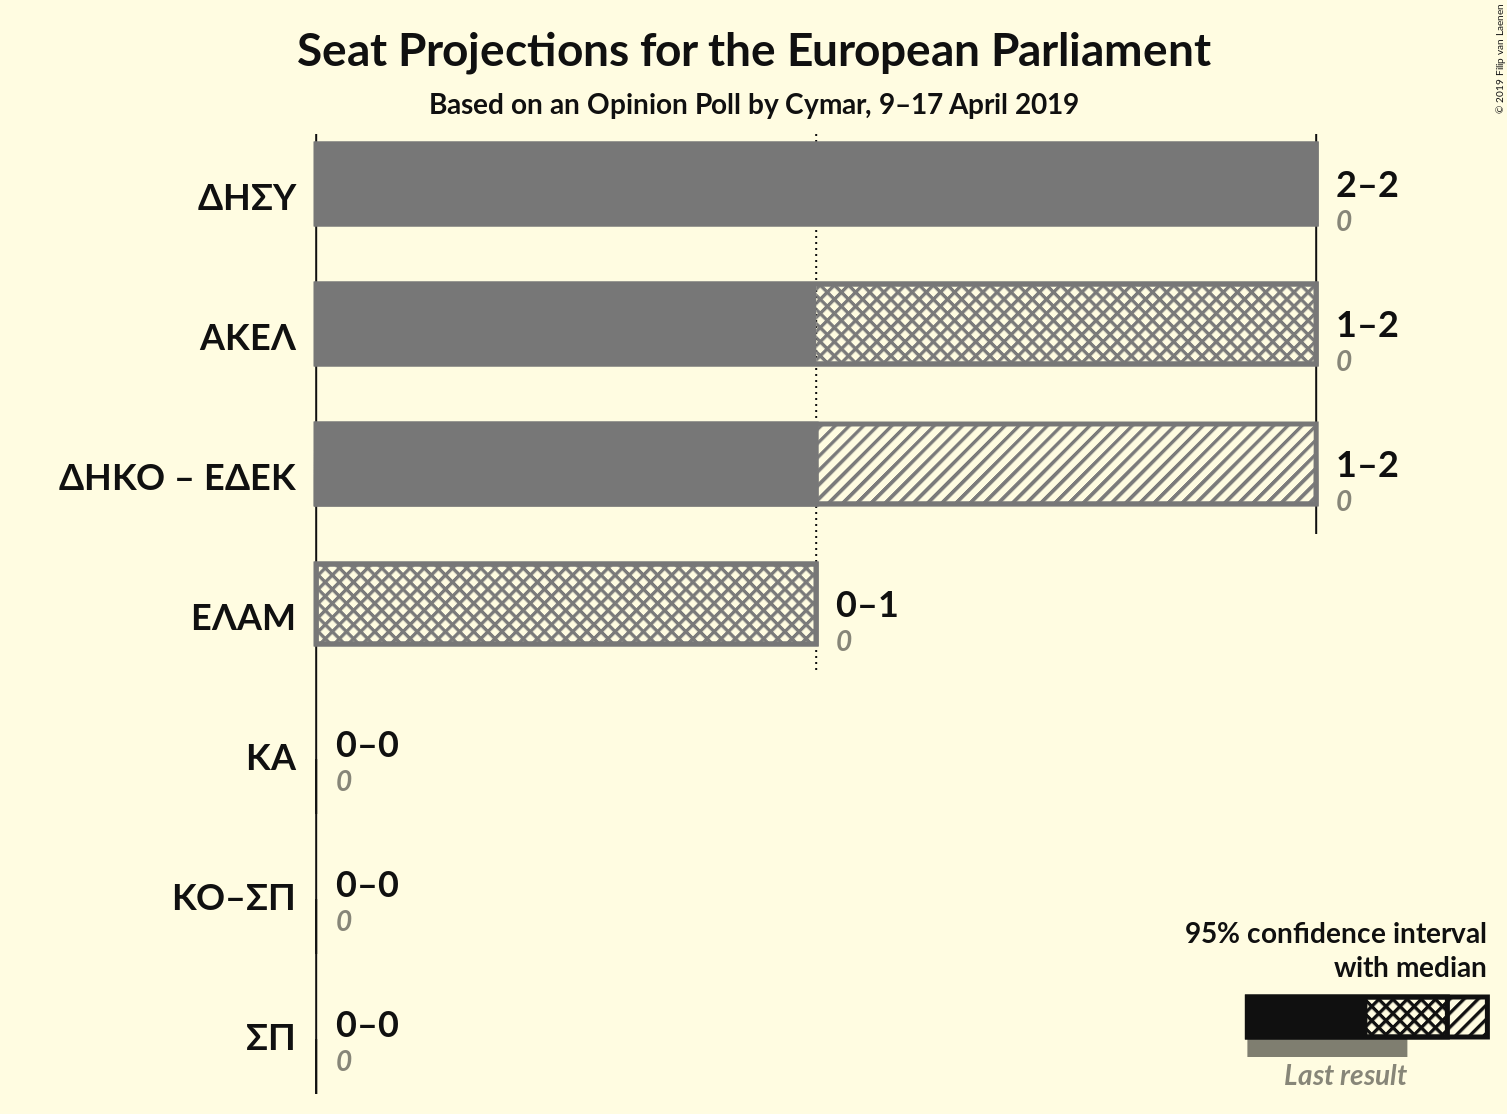 Seat Projections for the European Parliament
Based on an Opinion Poll by Cymar, 9–17 April 2019
© 2019 Filip van Laenen
ΔΗΣΥ
2–2
0
ΑΚΕΛ
1–2
0
ΔΗΚΟ – ΕΔΕΚ
1–2
0
ΕΛΑΜ
0–1
0
ΚΑ
0–0
0
ΚΟ–ΣΠ
0–0
0
ΣΠ
0–0
0
95% confidence interval
with median
Last result